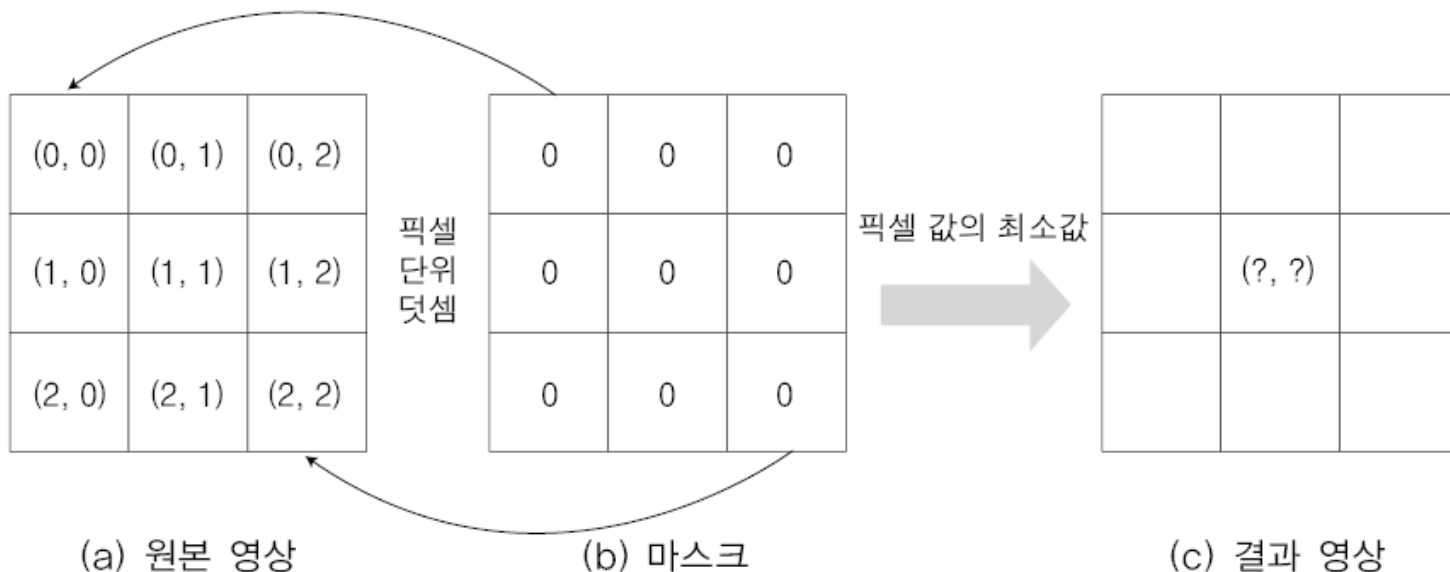 (0, 0) (0, 1) (0, 2)
(1, 0) (1, 1) (1, 2)
(2, 0) (2, 1) (2, 2)
픽셀
단위
덧셈
0 0 0
0 0 0
0 0 0
픽셀 값의 최소값
(?, ?)
(a) 원본 영상
(b) 마스크
(c) 결과 영상